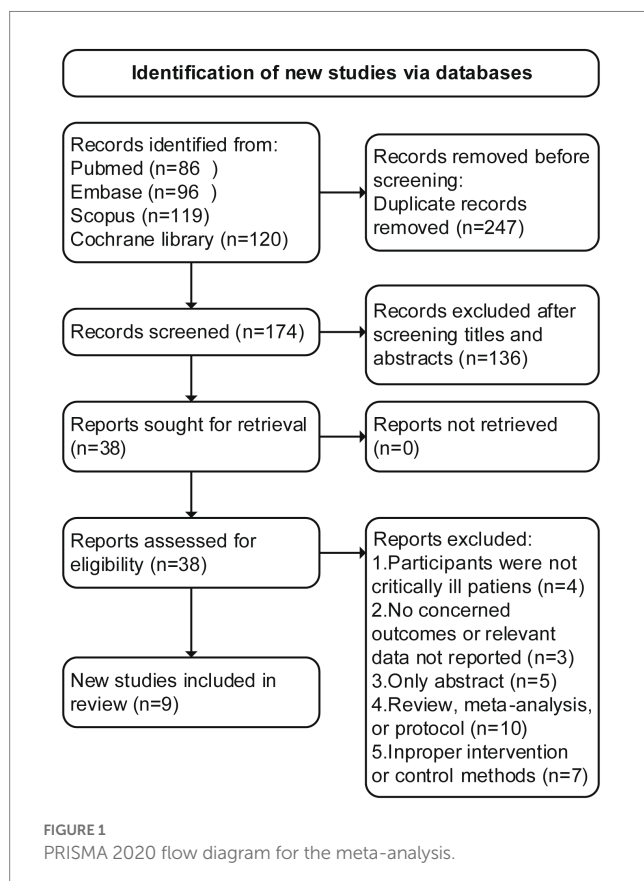 Identification of new studies via databases
Records identified from:
Pubmed (n=86 )
Embase (n=96 )
Scopus (n=119)
Cochrane library (n=120)
Records removed before
screening:
Duplicate records
removed (n=247)
Records screened (n=174)
Records excluded after
screening titles and
abstracts (n=136)
Reports sought for retrieval
(n=38)
Reports not retrieved
(n=0)
Reports assessed for
eligibility (n=38)
Reports excluded:
1.Participants were not
critically ill patiens (n=4)
2.No concerned
outcomes or relevant
data not reported (n=3)
3.Only abstract (n=5)
4.Review, meta-analysis,
or protocol (n=10)
5.Inproper intervention
or control methods (n=7)
New studies included in
review (n=9)
FIGURE 1
PRISMA 2020 flow diagram for the meta-analysis.